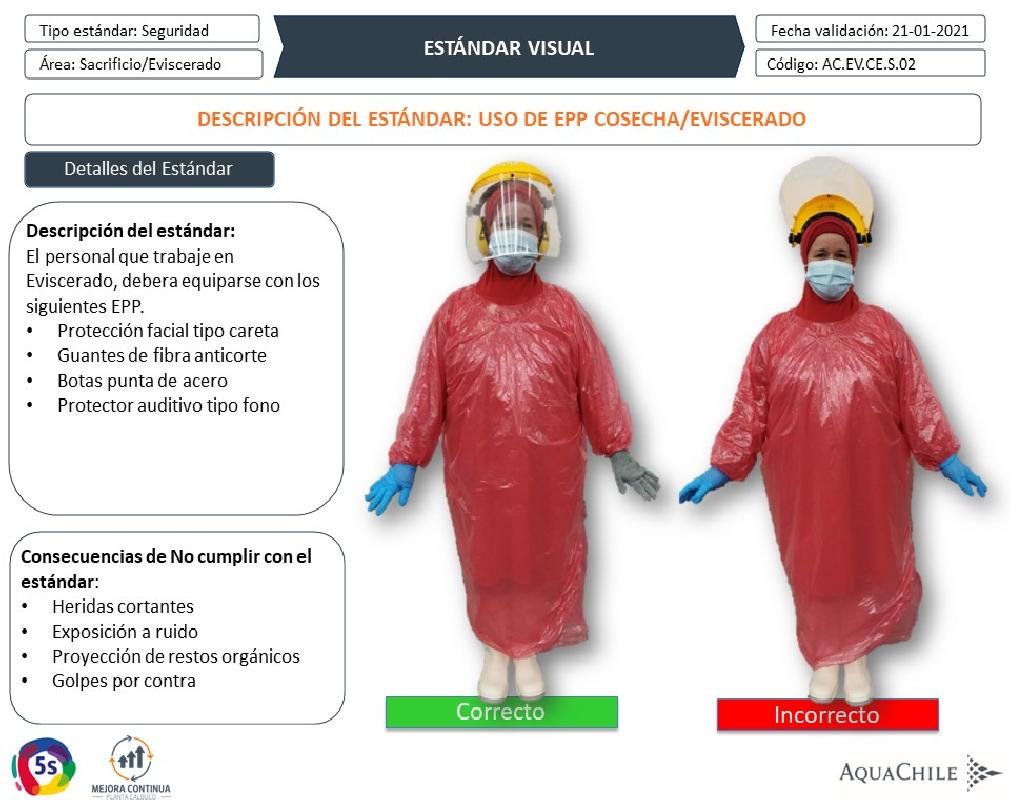 Tipo estándar: Seguridad
Área: Sacrificio/Eviscerado
ESTÁNDAR VISUAL
Fecha validación: 21-01-2021
Código: AC.EV.CE.S.02
DESCRIPCIÓN DEL ESTÁNDAR: USO DE EPP COSECHA/EVISCERADO
Detalles del Estándar
Descripción del estándar:
El personal que trabaje en
Eviscerado, debera equiparse con los
siguientes EPP.
• Protección facial tipo careta
• Guantes de fibra anticorte
• Botas punta de acero
• Protector auditivo tipo fono
Consecuencias de No cumplir con el
estándar:
• Heridas cortantes
• Exposición a ruido
• Proyección de restos orgánicos
• Golpes por contra
Correcto
Incorrecto
5s
MEJORA CONTINUA
PLANTA CALBUCO
AQUACHILE